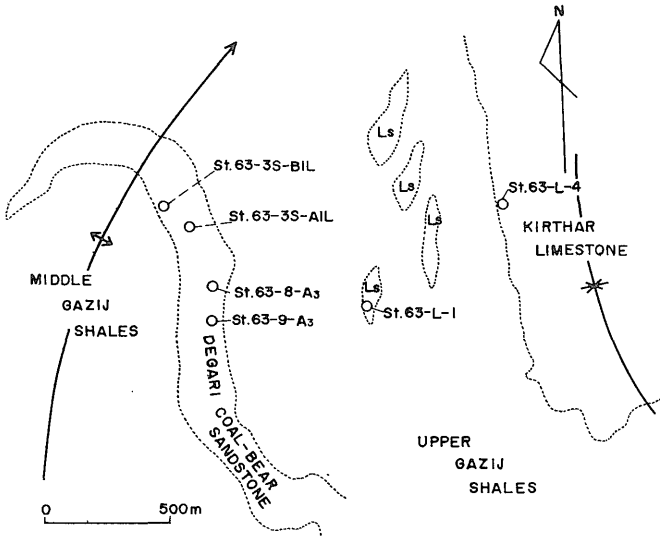 N
Ls
St.63-3S-B1L
Ls
St.63-L-4
St.63-3S-A1L
Ls
KIRTHAR
LIMESTONE
MIDDLE
GAZIJ
SHALES
St.63-8-A3
Ls
St.63-L-1
St.63-9-A3
DEGARI COAL-BEAR
SANDSTONE
UPPER
GAZIJ
SHALES
0 500m